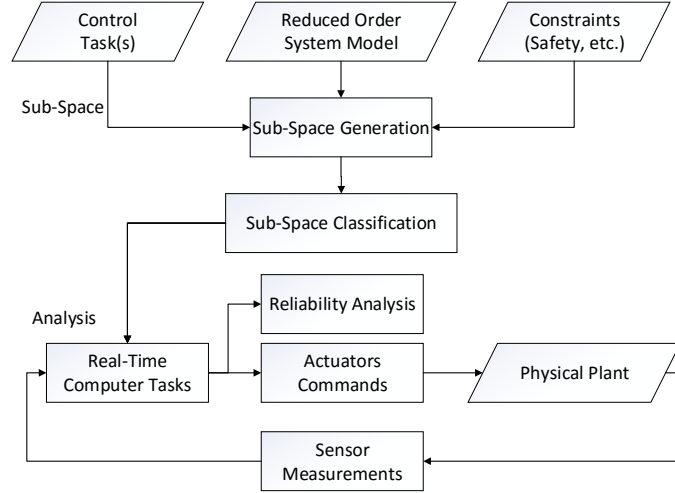 Control
Task(s)
Reduced Order
System Model
Constraints
(Safety, etc.)
Sub-Space
Sub-Space Generation
Sub-Space Classification
Analysis
Reliability Analysis
Real-Time
Computer Tasks
Actuators
Commands
Physical Plant
Sensor
Measurements